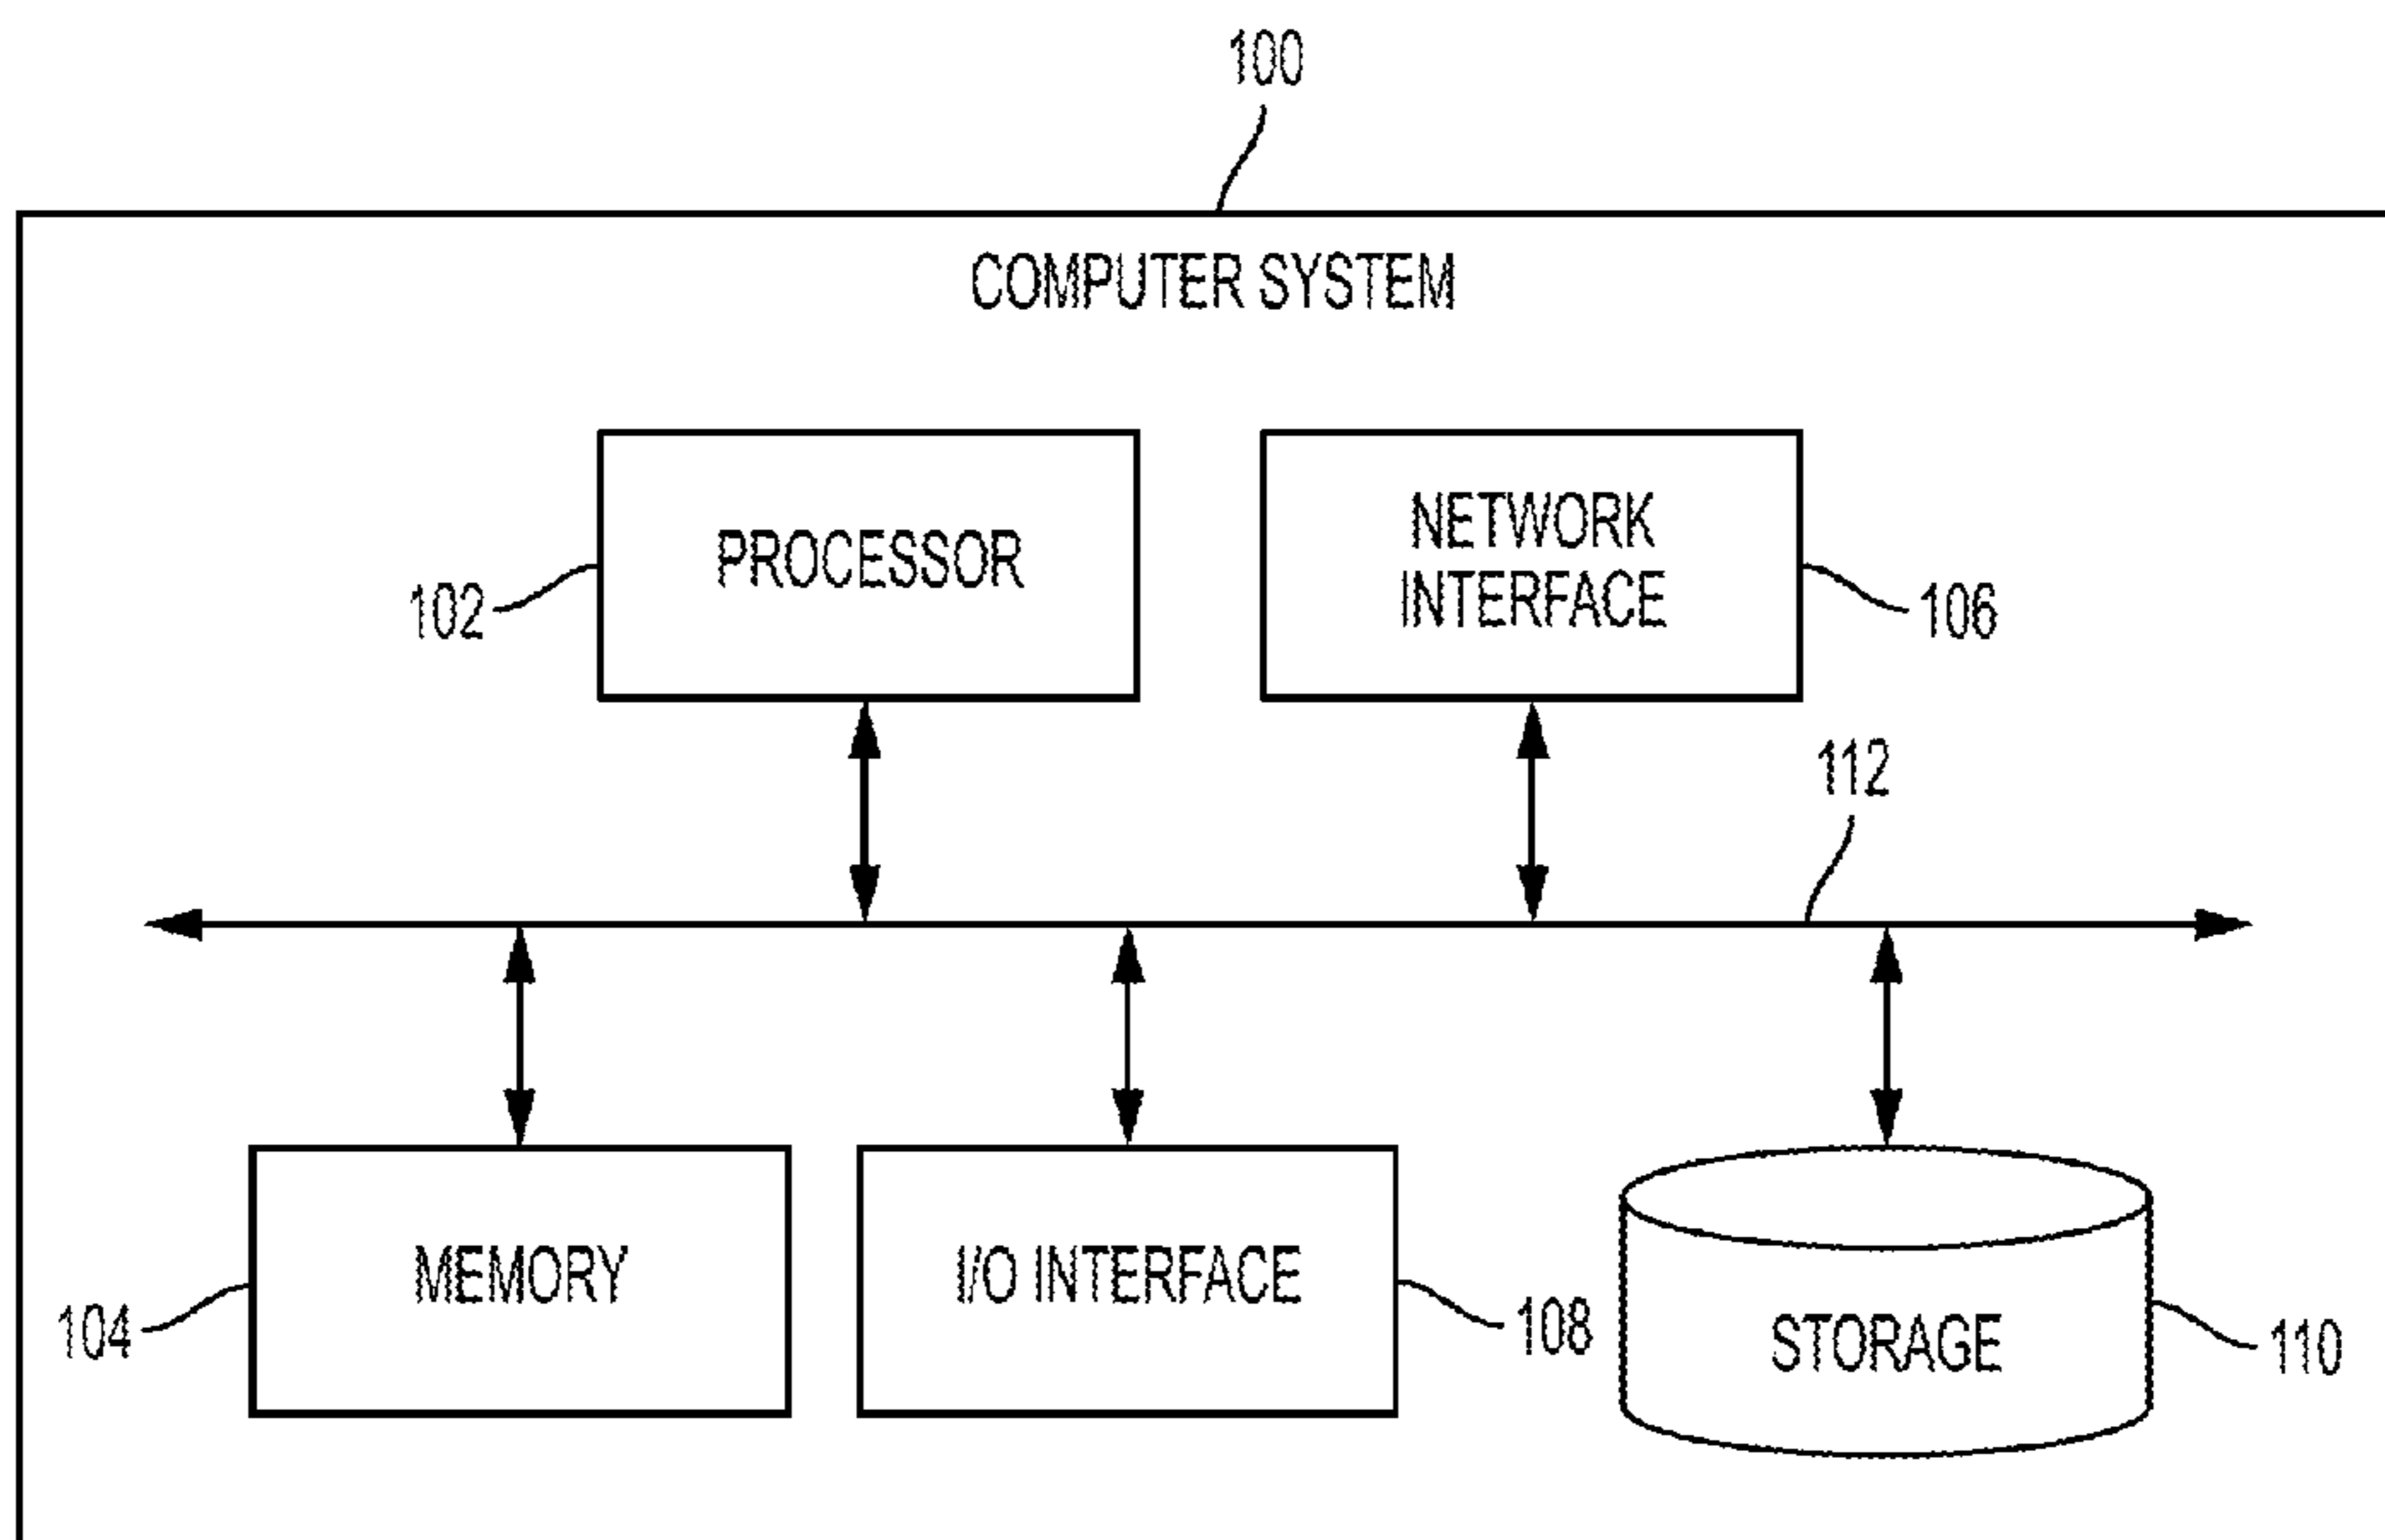 100
COMPUTER SYSTEM
PROCESSOR
NETWORK
INTERFACE
102
106
112
MEMORY
I/O INTERFACE
STORAGE
104
108
110